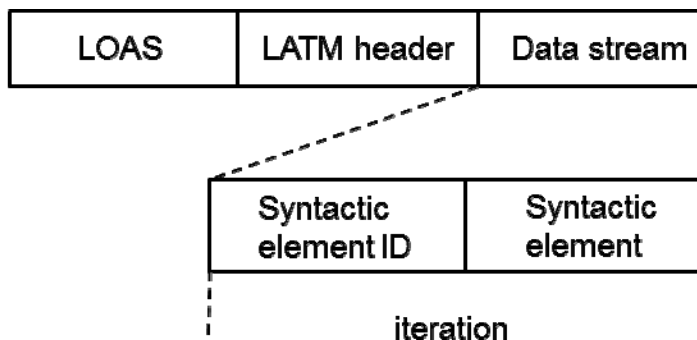 LOAS LATM header Data stream
Syntactic Syntactic
element ID element
iteration